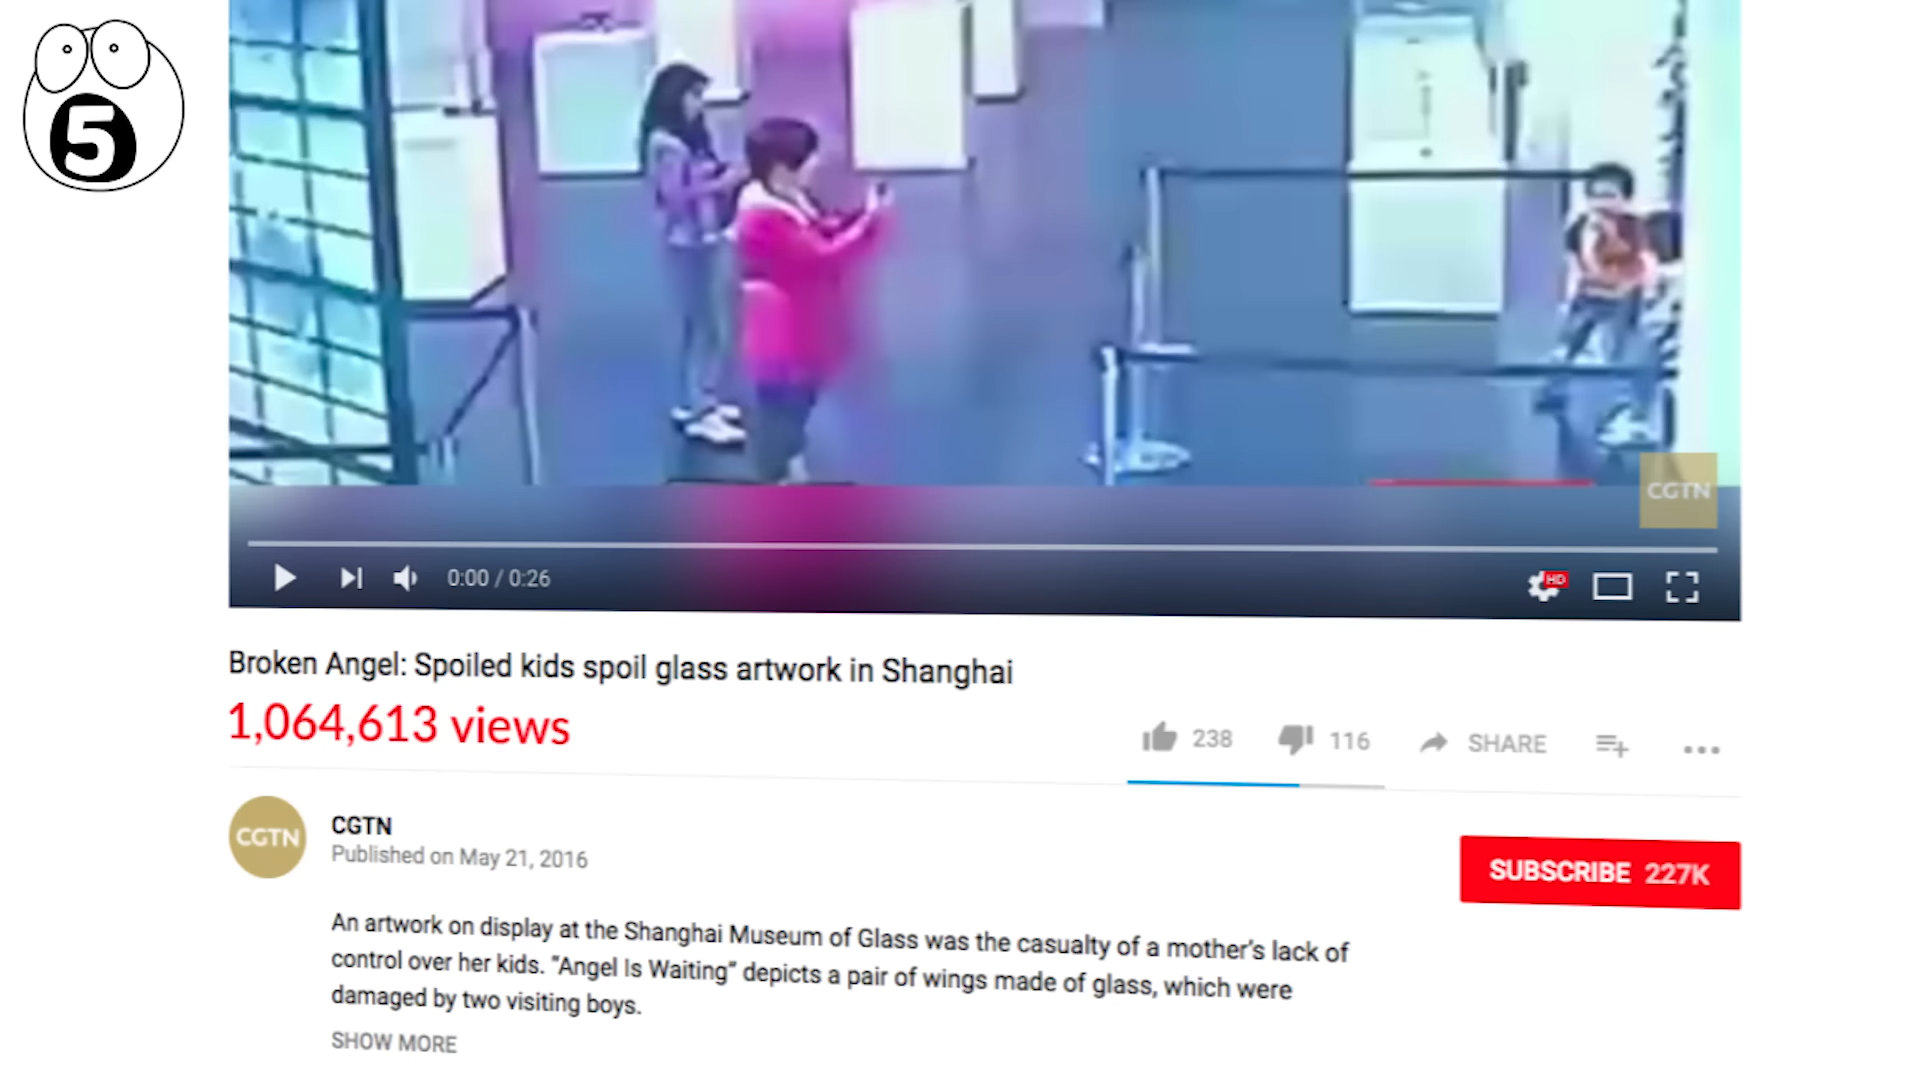 5
CGTN
0:00 / 0:26
HD
Broken Angel: Spoiled kids spoil glass artwork in Shanghai
1,064,613 views
238
116
SHARE
CGTN
CGTN
Published on May 21, 2016
SUBSCRIBE 227K
An artwork on display at the Shanghai Museum of Glass was the casualty of a mother's lack of
control over her kids. "Angel Is Waiting" depicts a pair of wings made of glass, which were
damaged by two visiting boys.
SHOW MORE